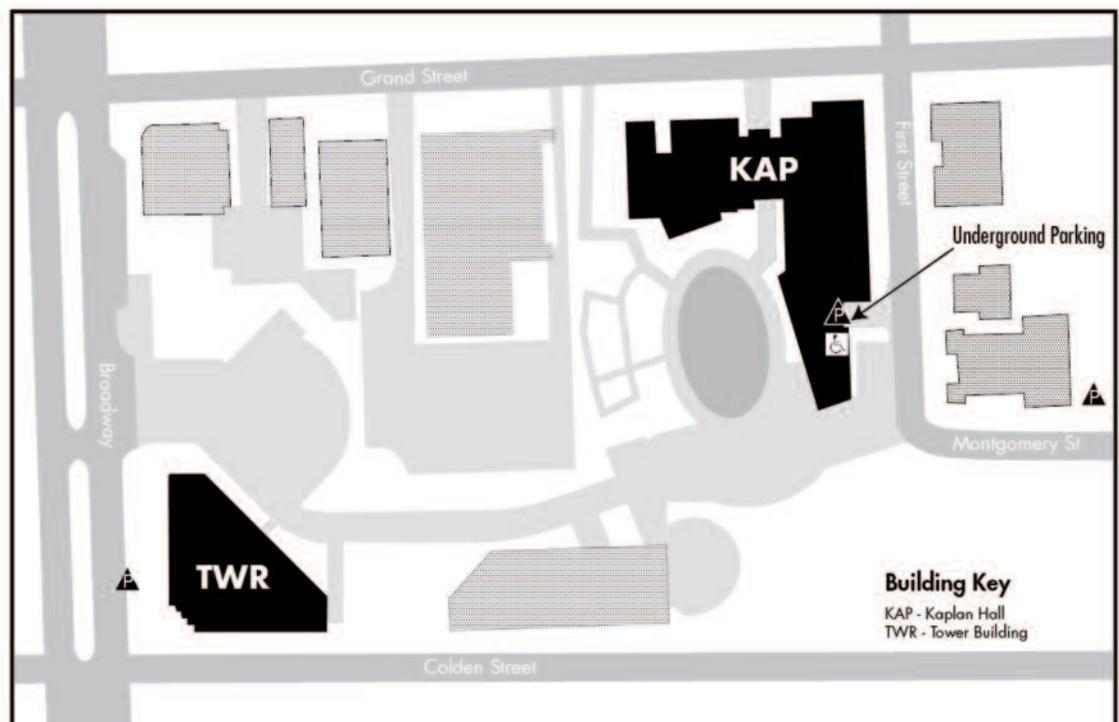 Grand Street
First Street
KAP
Underground Parking
P
Broadway
P
Montgomery St
P
TWR
Building Key
KAP - Kaplan Hall
TWR - Tower Building
Colden Street